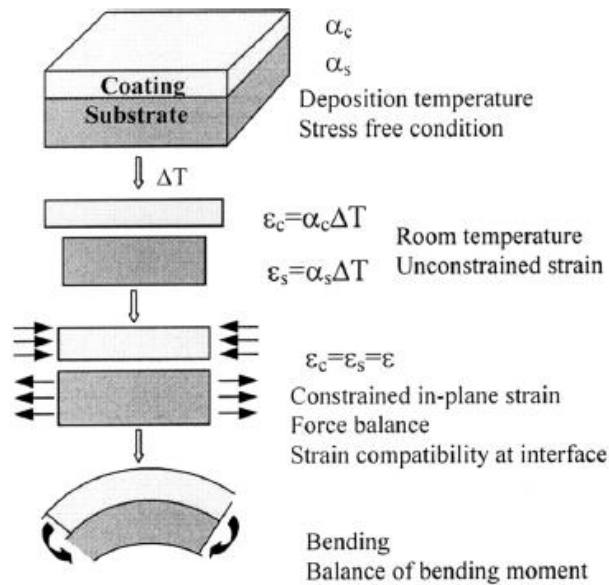 α_c
α_s
Coating
Substrate
Deposition temperature
Stress free condition
ΔT
ε_c=α_cΔT
Room temperature
ε_s=α_sΔT
Unconstrained strain
ε_c=ε_s=ε
Constrained in-plane strain
Force balance
Strain compatibility at interface
Bending
Balance of bending moment